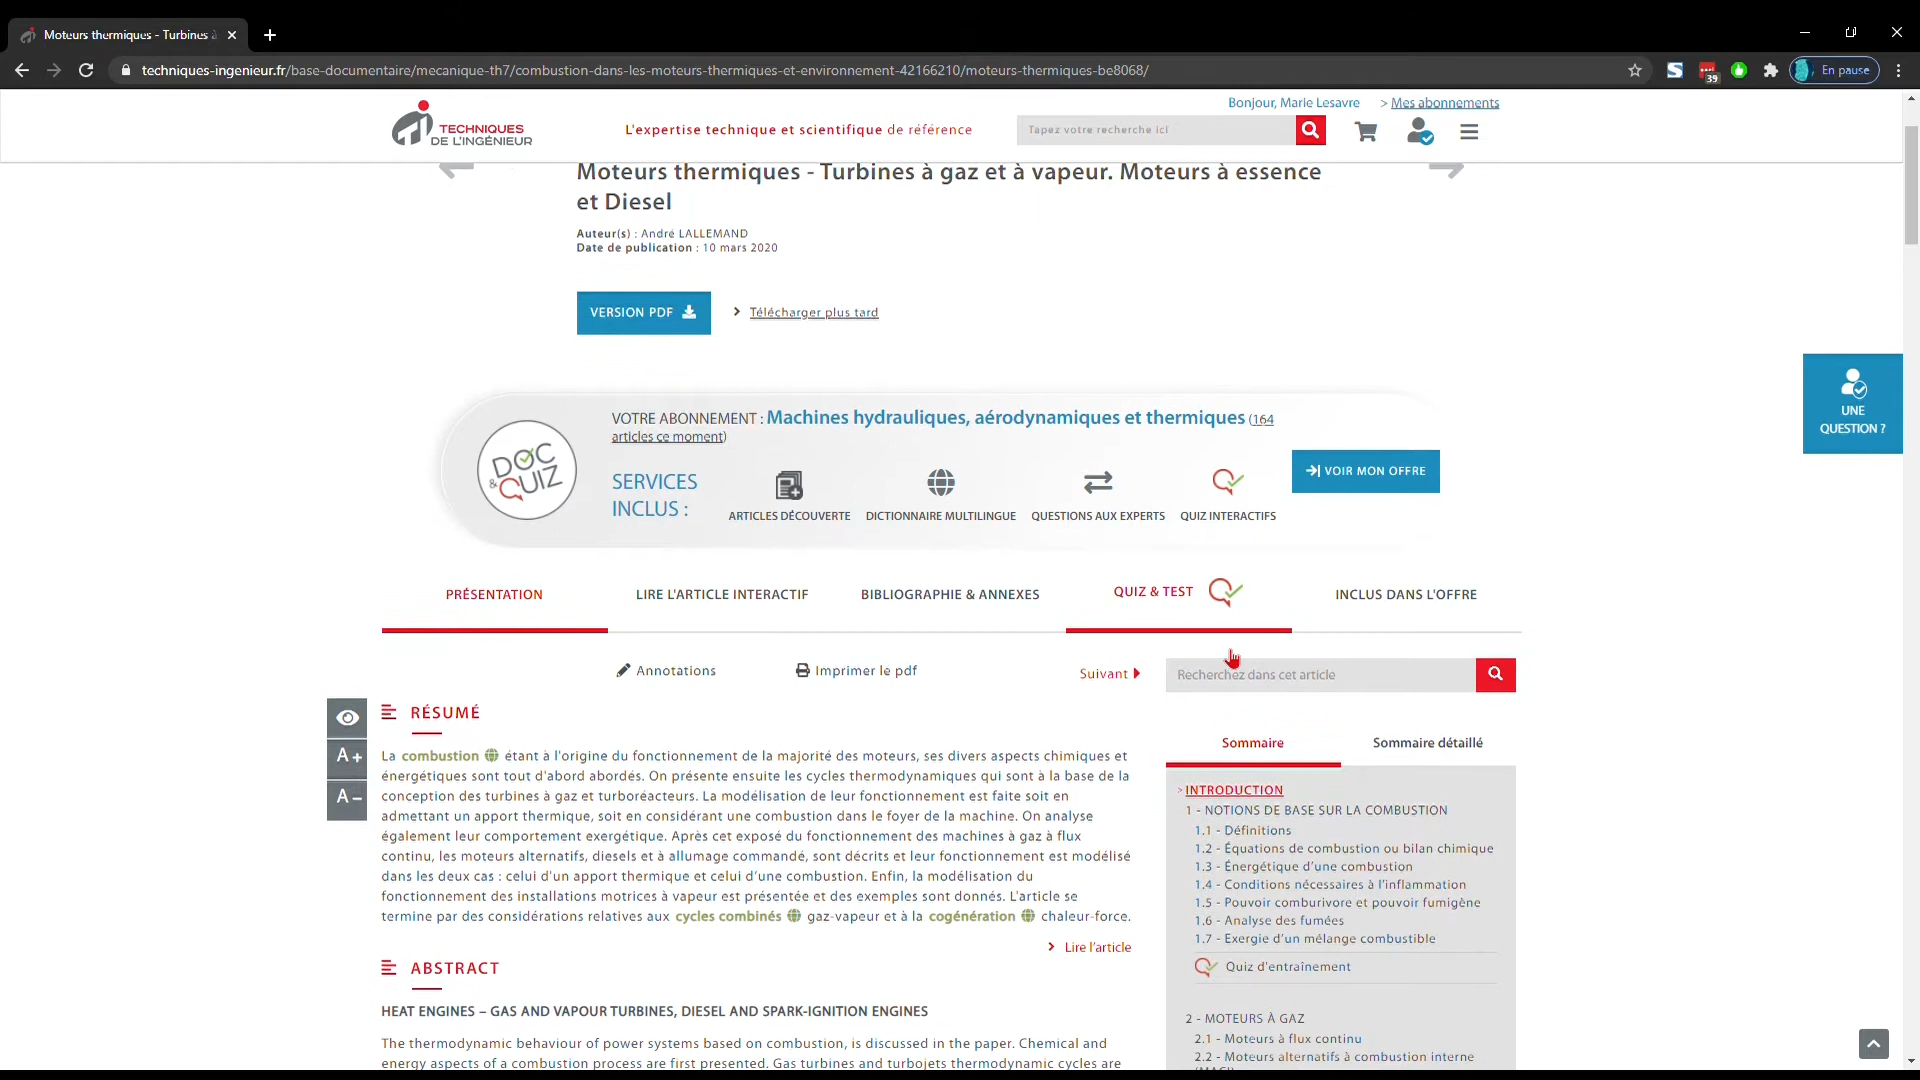 Moteurs thermiques - Turbines à
techniques-ingenieur.fr/base-documentaire/mecanique-th7/combustion-dans-les-moteurs-thermiques-et-environnement-42166210/moteurs-thermiques-be8068/
39
En pause
Bonjour, Marie Lesavre > Mes abonnements
TECHNIQUES
DE L'INGÉNIEUR
L'expertise technique et scientifique de référence
Tapez votre recherche ici
Moteurs thermiques - Turbines à gaz et à vapeur. Moteurs à essence
et Diesel
Auteur(s) : André LALLEMAND
Date de publication : 10 mars 2020
VERSION PDF
Télécharger plus tard
UNE
QUESTION ?
DOC
& QUIZ
VOTRE ABONNEMENT : Machines hydrauliques, aérodynamiques et thermiques (164
articles ce moment)
SERVICES
INCLUS :
ARTICLES DÉCOUVERTE
DICTIONNAIRE MULTILINGUE
QUESTIONS AUX EXPERTS
QUIZ INTERACTIFS
VOIR MON OFFRE
PRÉSENTATION
LIRE L'ARTICLE INTERACTIF
BIBLIOGRAPHIE & ANNEXES
QUIZ & TEST
INCLUS DANS L'OFFRE
Annotations
Imprimer le pdf
Suivant
Recherchez dans cet article
A+
A-
RÉSUMÉ
La combustion étant à l'origine du fonctionnement de la majorité des moteurs, ses divers aspects chimiques et
énergétiques sont tout d'abord abordés. On présente ensuite les cycles thermodynamiques qui sont à la base de la
conception des turbines à gaz et turboréacteurs. La modélisation de leur fonctionnement est faite soit en
admettant un apport thermique, soit en considérant une combustion dans le foyer de la machine. On analyse
également leur comportement exergétique. Après cet exposé du fonctionnement des machines à gaz à flux
continu, les moteurs alternatifs, diesels et à allumage commandé, sont décrits et leur fonctionnement est modélisé
dans les deux cas : celui d'un apport thermique et celui d'une combustion. Enfin, la modélisation du
fonctionnement des installations motrices à vapeur est présentée et des exemples sont donnés. L'article se
termine par des considérations relatives aux cycles combinés gaz-vapeur et à la cogénération chaleur-force.
Lire l'article
ABSTRACT
HEAT ENGINES – GAS AND VAPOUR TURBINES, DIESEL AND SPARK-IGNITION ENGINES
The thermodynamic behaviour of power systems based on combustion, is discussed in the paper. Chemical and
energy aspects of a combustion process are first presented. Gas turbines and turbojets thermodynamic cycles are
Sommaire
Sommaire détaillé
> INTRODUCTION
1 - NOTIONS DE BASE SUR LA COMBUSTION
1.1 - Définitions
1.2 - Équations de combustion ou bilan chimique
1.3 - Énergétique d'une combustion
1.4 - Conditions nécessaires à l'inflammation
1.5 - Pouvoir comburivore et pouvoir fumigène
1.6 - Analyse des fumées
1.7 - Exergie d'un mélange combustible
Quiz d'entraînement
2 - MOTEURS À GAZ
2.1 - Moteurs à flux continu
2.2 - Moteurs alternatifs à combustion interne